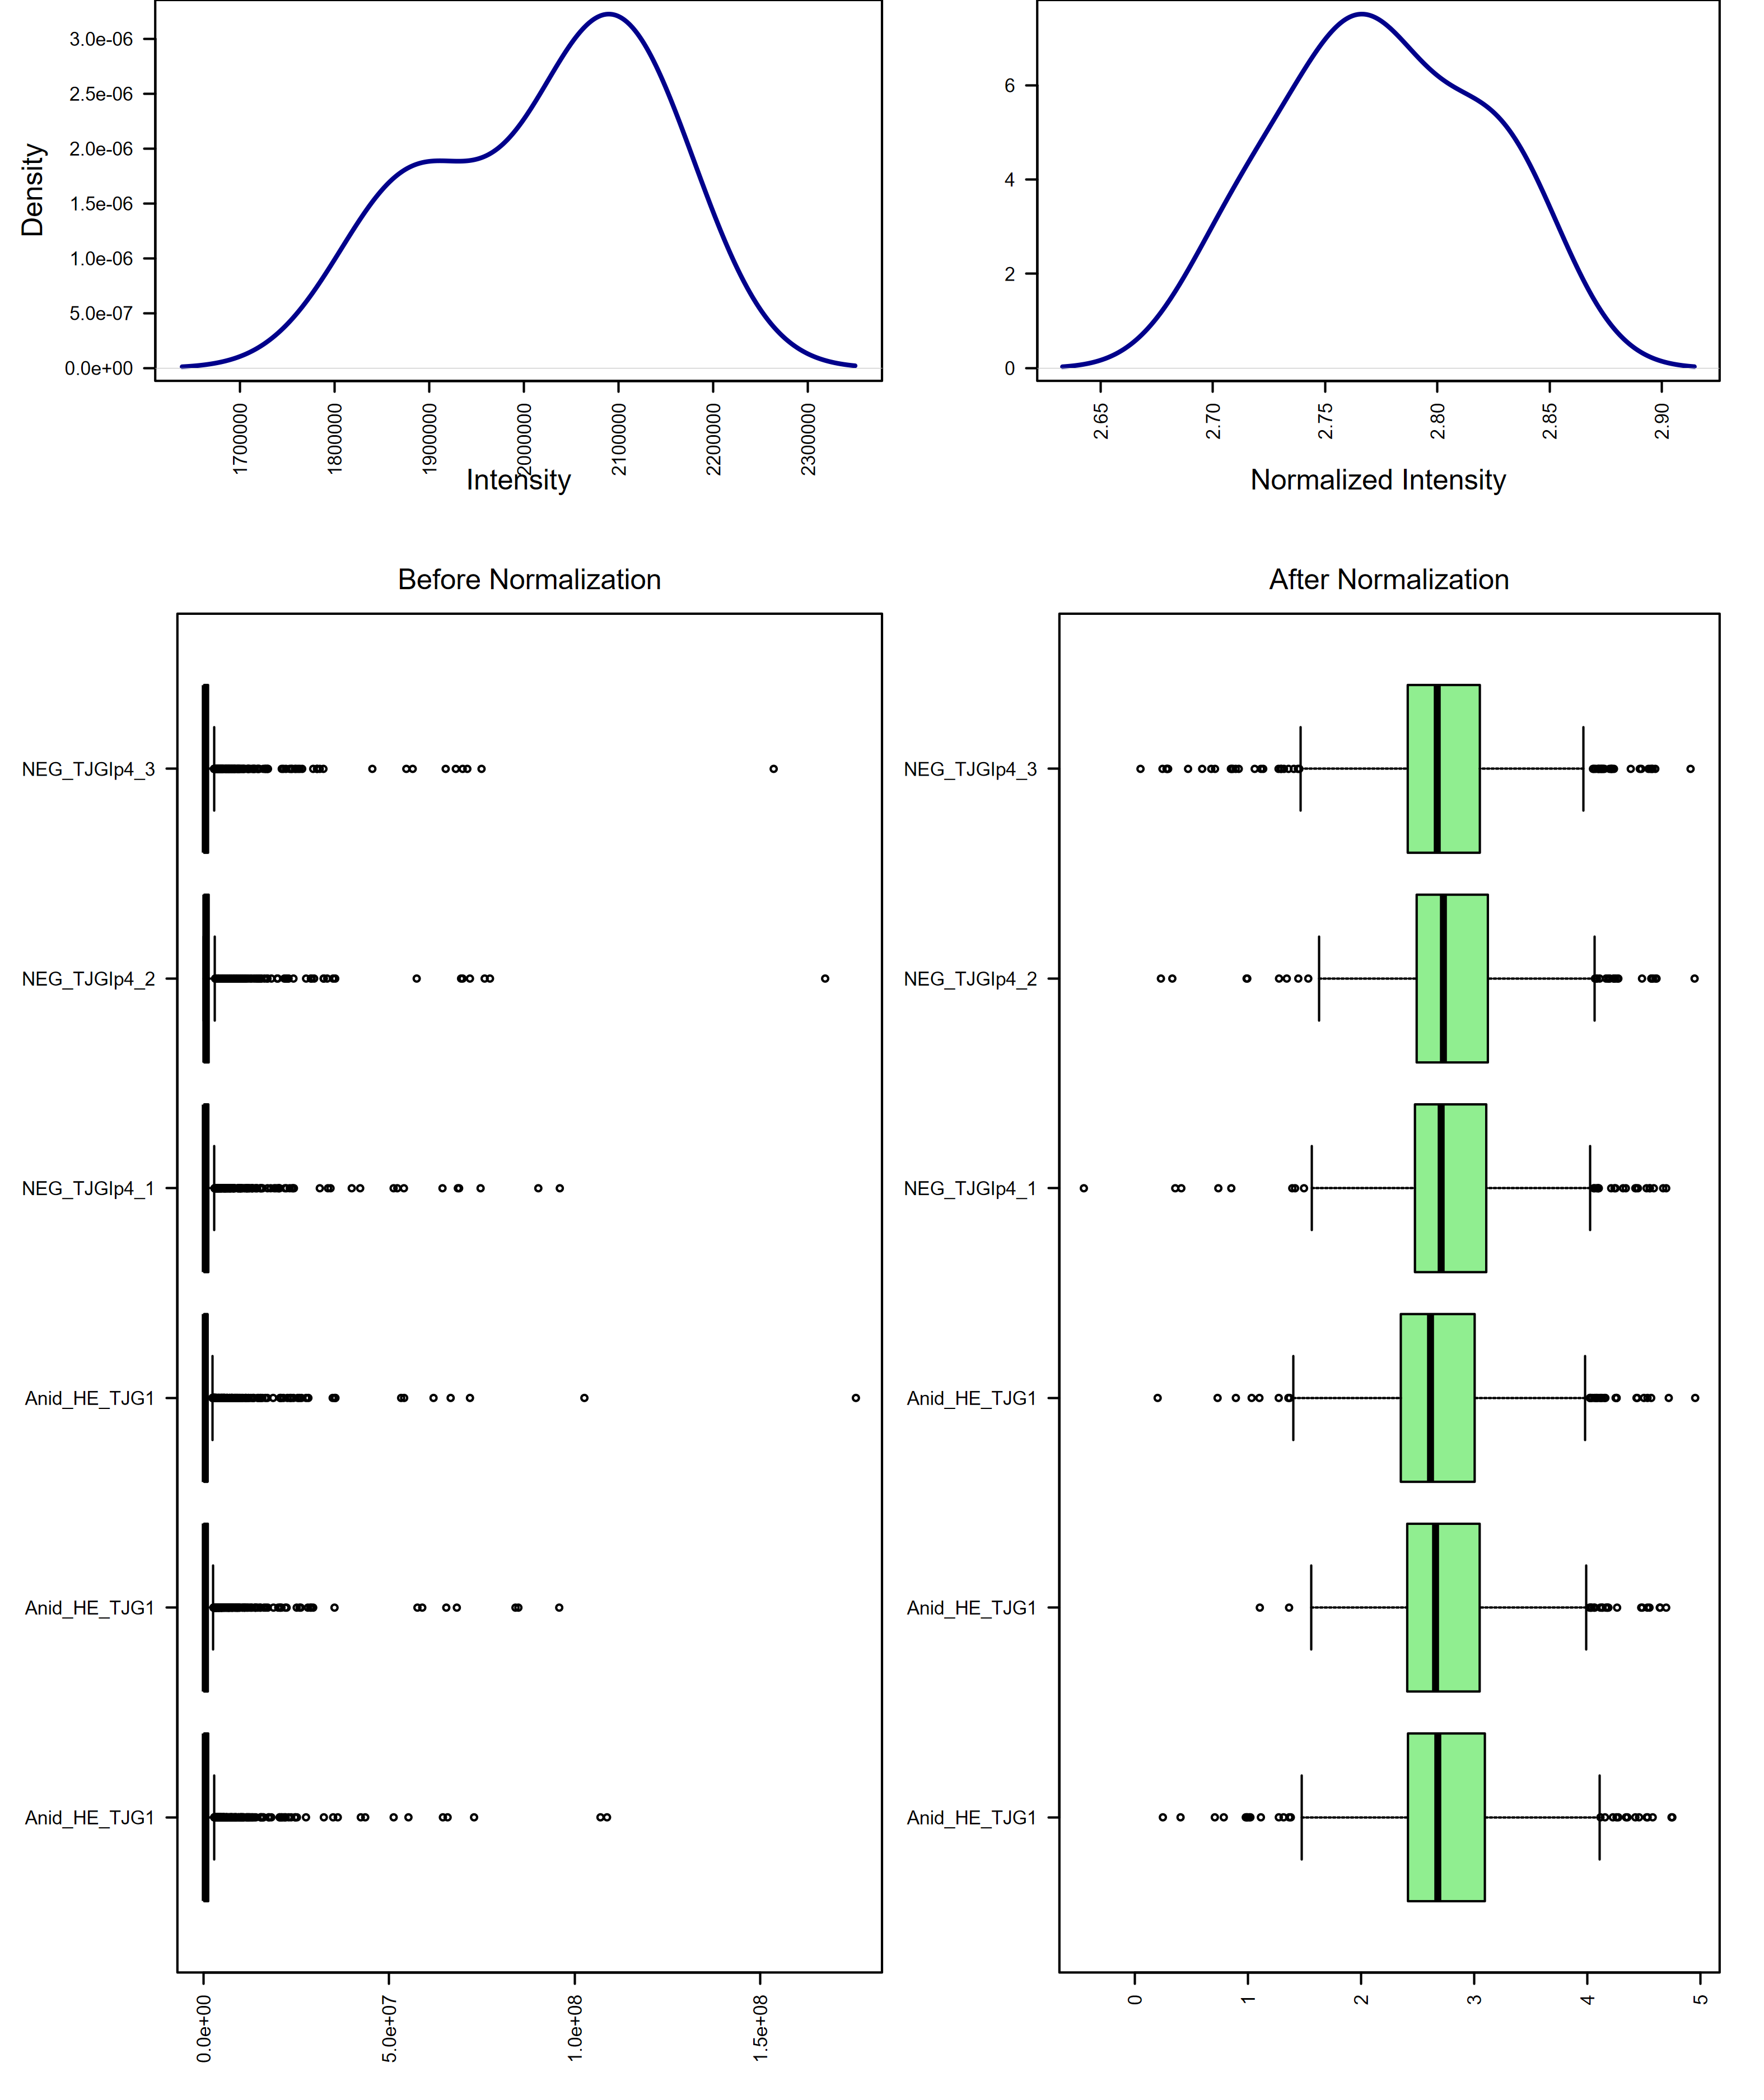 Density
3.0e-06
2.5e-06
2.0e-06
1.5e-06
1.0e-06
5.0e-07
0.0e+00
1700000
1800000
1900000
2000000
2100000
2200000
2300000
Intensity
6
4
2
0
2.65
2.70
2.75
2.80
2.85
2.90
Normalized Intensity
Before Normalization
NEG_TJGIp4_3
NEG_TJGIp4_2
NEG_TJGIp4_1
Anid_HE_TJG1
Anid_HE_TJG1
Anid_HE_TJG1
0.0e+00
5.0e+07
1.0e+08
1.5e+08
After Normalization
NEG_TJGIp4_3
NEG_TJGIp4_2
NEG_TJGIp4_1
Anid_HE_TJG1
Anid_HE_TJG1
Anid_HE_TJG1
0
1
2
3
4
5